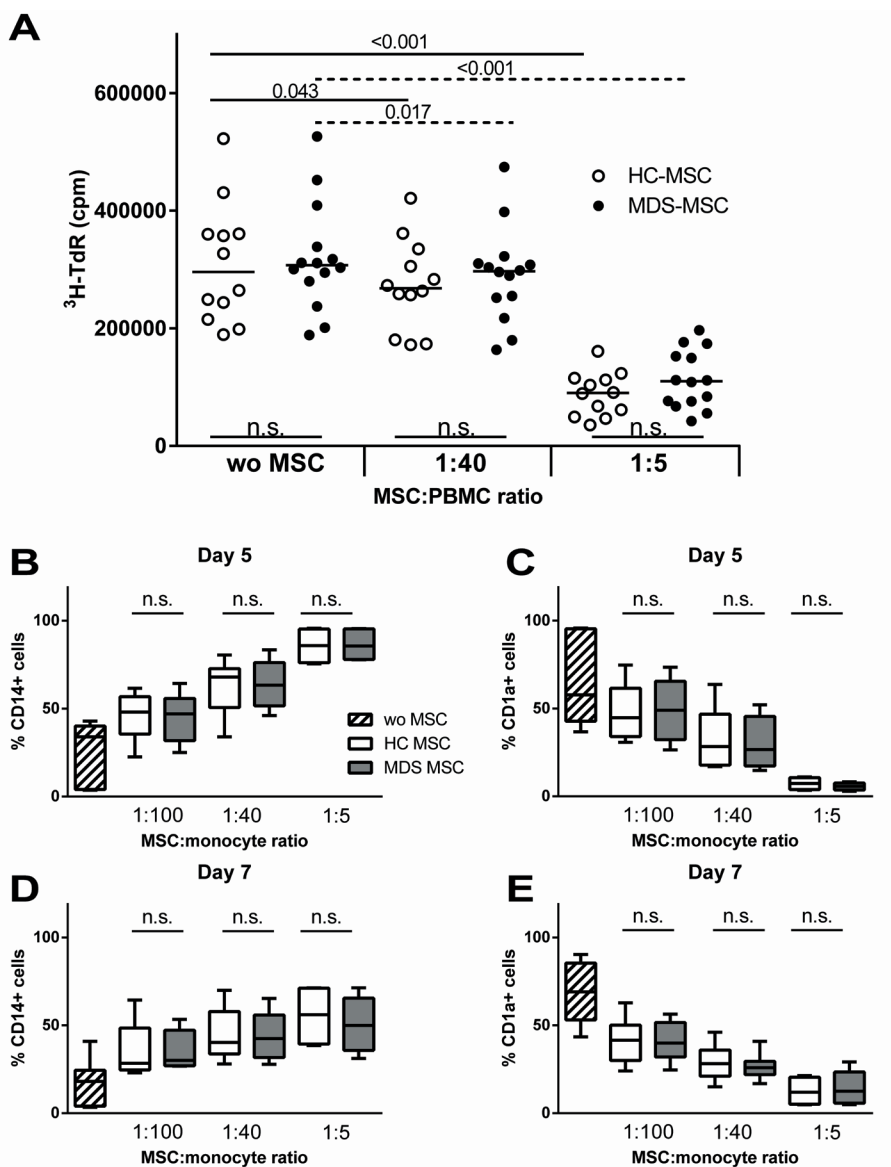 A
<0.001
<0.001
600000
0.043
0.017
HC-MSC
MDS-MSC
400000
³H-TdR (cpm)
200000
n.s. n.s. n.s.
0
wo MSC 1:40 1:5
MSC:PBMC ratio
B
Day 5
n.s. n.s. n.s.
100
50
0
% CD14+ cells
wo MSC
HC MSC
MDS MSC
1:100 1:40 1:5
MSC:monocyte ratio
C
Day 5
n.s. n.s. n.s.
100
50
0
% CD1a+ cells
1:100 1:40 1:5
MSC:monocyte ratio
D
Day 7
n.s. n.s. n.s.
100
50
0
% CD14+ cells
1:100 1:40 1:5
MSC:monocyte ratio
E
Day 7
n.s. n.s. n.s.
100
50
0
% CD1a+ cells
1:100 1:40 1:5
MSC:monocyte ratio